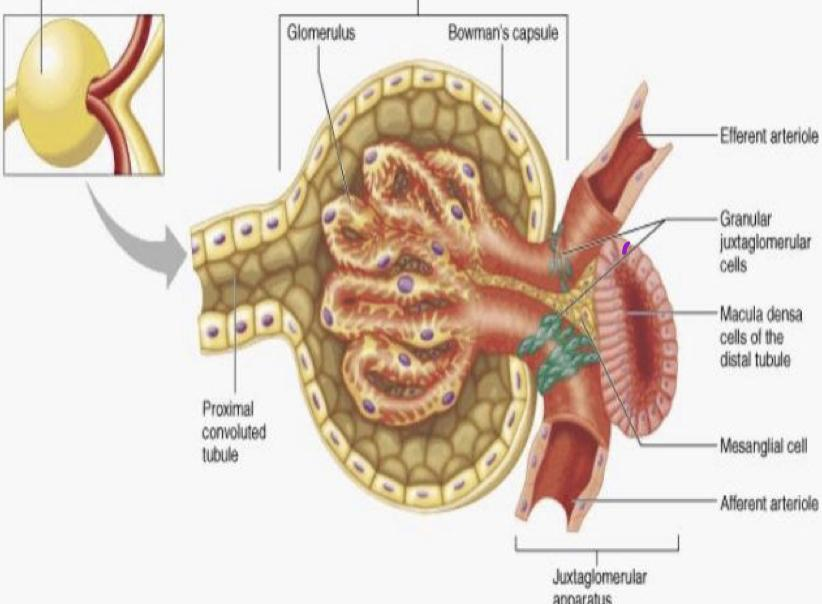 Glomerulus
Bowman's capsule
Efferent arteriole
Granular
juxtaglomerular
cells
Macula densa
cells of the
distal tubule
Proximal
convoluted
tubule
Mesanglial cell
Afferent arteriole
Juxtaglomerular
apparatus